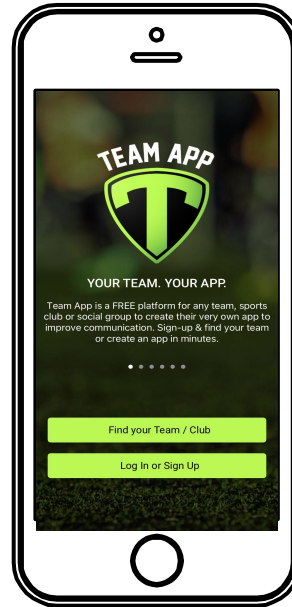 TEAM APP
T
YOUR TEAM. YOUR APP.
Team App is a FREE platform for any team, sports
club or social group to create their very own app to
improve communication. Sign-up & find your team
or create an app in minutes.
Find your Team / Club
Log In or Sign Up